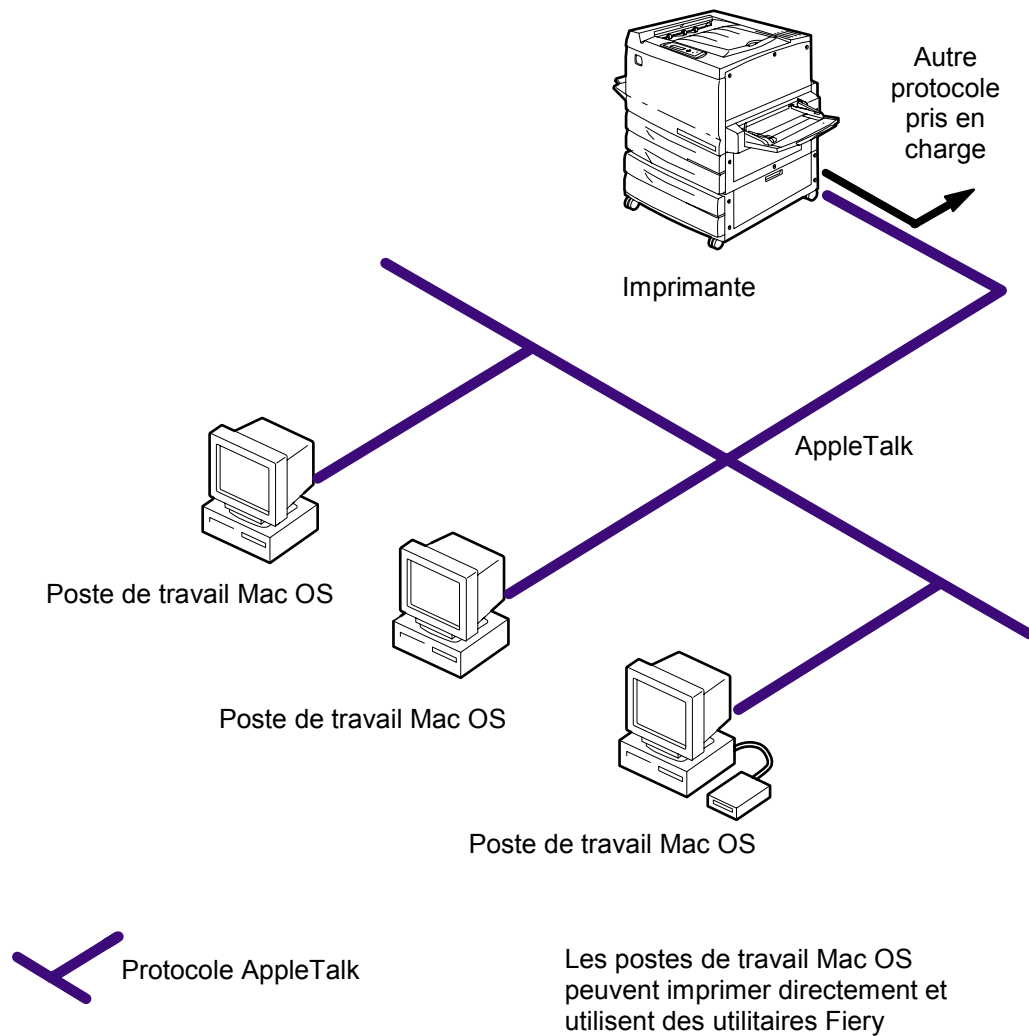 Autre
protocole
pris en
charge
Imprimante
AppleTalk
Poste de travail Mac OS
Poste de travail Mac OS
Poste de travail Mac OS
Protocole AppleTalk
Les postes de travail Mac OS
peuvent imprimer directement et
utilisent des utilitaires Fiery